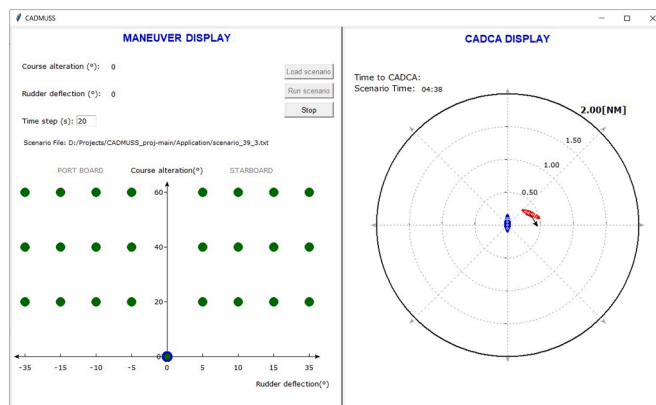 CADMUSS
MANEUVER DISPLAY
Course alteration (°): 0
Rudder deflection (°): 0
Time step (s): 20
Load scenario
Run scenario
Stop
Scenario File: D:/Projects/CADMUSS_proj-main/Application/scenario_39_3.txt
PORT BOARD Course alteration(°) STARBOARD
60
40
20
0
-35 -15 -10 -5 0 5 10 15 35
Rudder deflection(°)
CADCA DISPLAY
Time to CADCA:
Scenario Time: 04:38
2.00[NM]
1.50
1.00
0.50